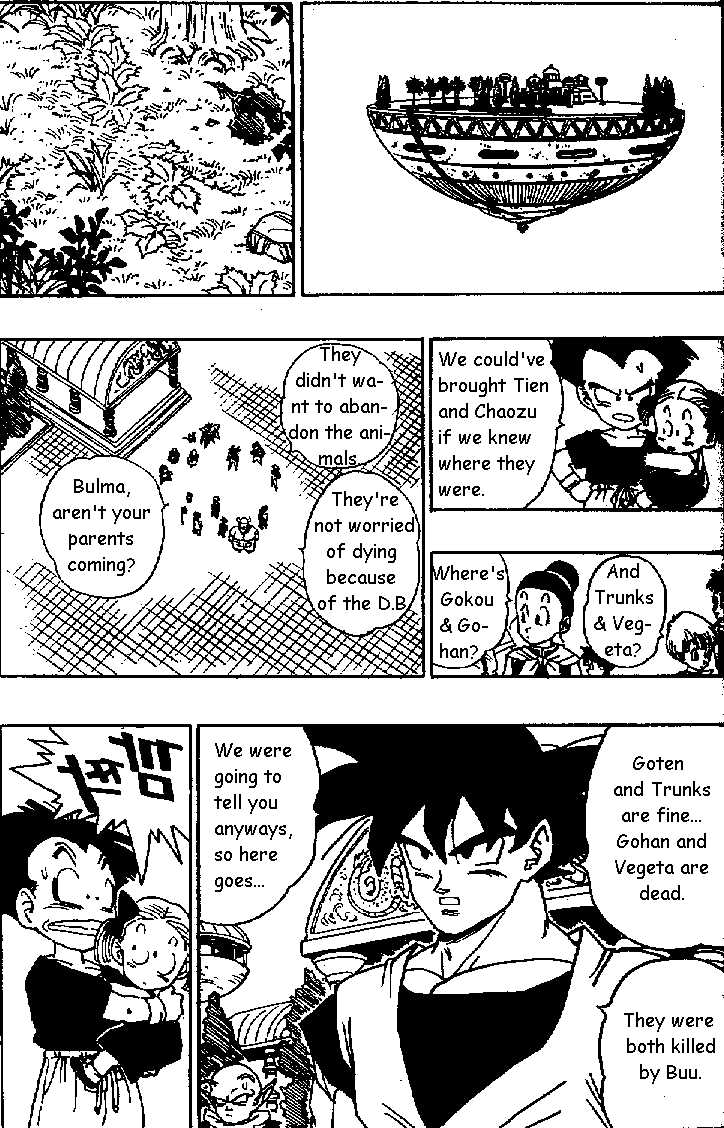 They
didn't wa-
nt to aban-
don the ani-
mals
Bulma,
aren't your
parents
coming?
They're
not worried
of dying
because
of the D.B
We could've
brought Tien
and Chaozu
if we knew
where they
were.
Where's
Gokou
& Go-
han?
And
Trunks
& Veg-
eta?
We were
going to
tell you
anyways,
so here
goes...
Goten
and Trunks
are fine...
Gohan and
Vegeta are
dead.
They were
both killed
by Buu.